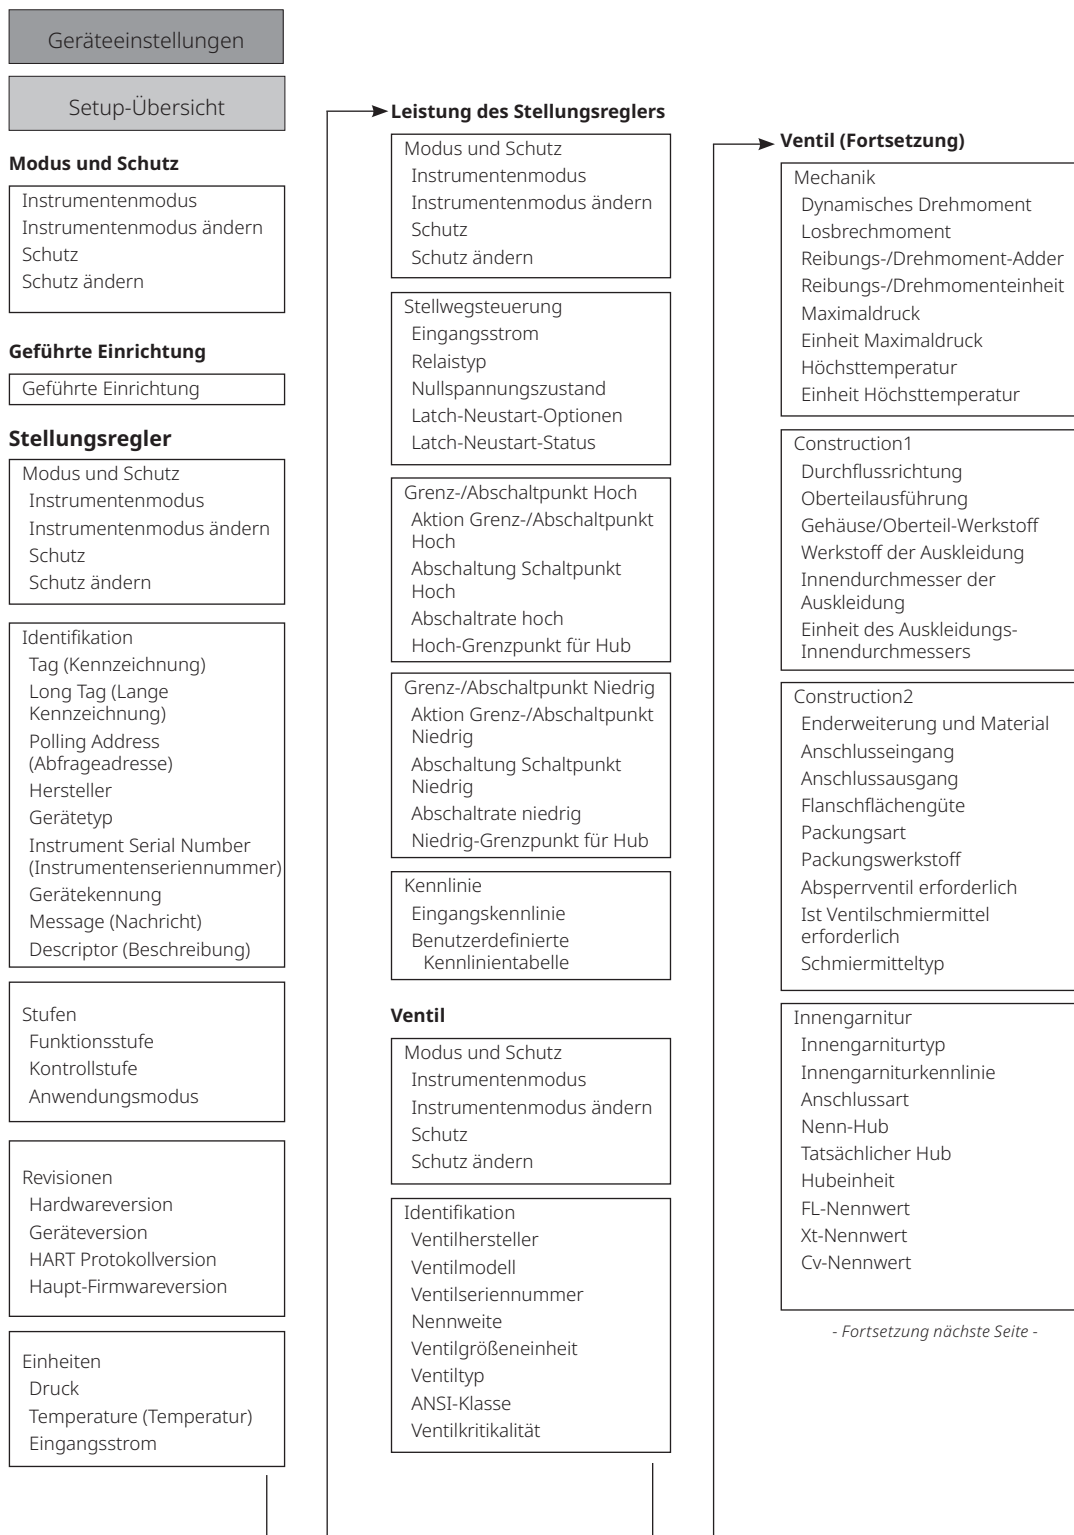 Geräteeinstellungen
Setup-Übersicht
Modus und Schutz
Instrumentenmodus
Instrumentenmodus ändern
Schutz
Schutz ändern
Geführte Einrichtung
Geführte Einrichtung
Stellungsregler
Modus und Schutz
Instrumentenmodus
Instrumentenmodus ändern
Schutz
Schutz ändern
Identifikation
Tag (Kennzeichnung)
Long Tag (Lange
Kennzeichnung)
Polling Address
(Abfrageadresse)
Hersteller
Gerätetyp
Instrument Serial Number
(Instrumentenseriennummer)
Gerätekennung
Message (Nachricht)
Descriptor (Beschreibung)
Stufen
Funktionsstufe
Kontrollstufe
Anwendungsmodus
Revisionen
Hardwareversion
Geräteversion
HART Protokollversion
Haupt-Firmwareversion
Einheiten
Druck
Temperature (Temperatur)
Eingangsstrom
Leistung des Stellungsreglers
Modus und Schutz
Instrumentenmodus
Instrumentenmodus ändern
Schutz
Schutz ändern
Stellwegsteuerung
Eingangsstrom
Relaistyp
Nullspannungszustand
Latch-Neustart-Optionen
Latch-Neustart-Status
Grenz-/Abschaltpunkt Hoch
Aktion Grenz-/Abschaltpunkt
Hoch
Abschaltung Schaltpunkt
Hoch
Abschaltrate hoch
Hoch-Grenzpunkt für Hub
Grenz-/Abschaltpunkt Niedrig
Aktion Grenz-/Abschaltpunkt
Niedrig
Abschaltung Schaltpunkt
Niedrig
Abschaltrate niedrig
Niedrig-Grenzpunkt für Hub
Kennlinie
Eingangskennlinie
Benutzerdefinierte
Kennlinientabelle
Ventil
Modus und Schutz
Instrumentenmodus
Instrumentenmodus ändern
Schutz
Schutz ändern
Identifikation
Ventilhersteller
Ventilmodell
Ventilseriennummer
Nennweite
Ventilgrößeneinheit
Ventiltyp
ANSI-Klasse
Ventilkritikalität
Ventil (Fortsetzung)
Mechanik
Dynamisches Drehmoment
Losbrechmoment
Reibungs-/Drehmoment-Adder
Reibungs-/Drehmomenteinheit
Maximaldruck
Einheit Maximaldruck
Höchsttemperatur
Einheit Höchsttemperatur
Construction1
Durchflussrichtung
Oberteilausführung
Gehäuse/Oberteil-Werkstoff
Werkstoff der Auskleidung
Innendurchmesser der
Auskleidung
Einheit des Auskleidungs-
Innendurchmessers
Construction2
Enderweiterung und Material
Anschlusseingang
Anschlussausgang
Flanschflächengüte
Packungsart
Packungswerkstoff
Absperrventil erforderlich
Ist Ventilschmiermittel
erforderlich
Schmiermitteltyp
Innengarnitur
Innengarniturtyp
Innengarniturkennlinie
Anschlussart
Nenn-Hub
Tatsächlicher Hub
Hubeinheit
FL-Nennwert
Xt-Nennwert
Cv-Nennwert
- Fortsetzung nächste Seite -